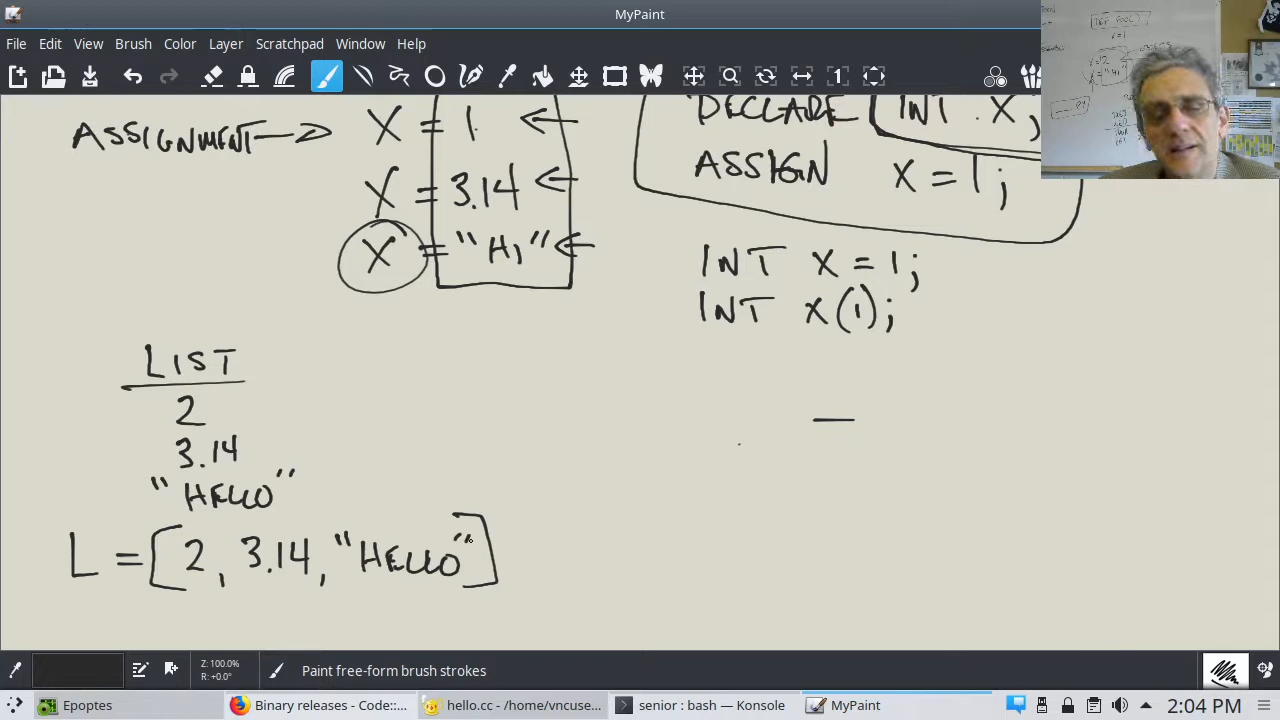 MyPaint
File Edit View Brush Color Layer Scratchpad Window Help
ASSIGNMENT → X = 1
X = 3.14
X = "HI"
DECLARE INT X;
ASSIGN X = 1;
INT X = 1;
INT X(1);
LIST
2
3.14
"HELLO"
L = [2, 3.14, "HELLO"]
Z: 100.0%
R: +0.0°
Paint free-form brush strokes
Epoptes
Binary releases - Code::...
hello.cc - /home/vncuse...
senior : bash — Konsole
MyPaint
2:04 PM